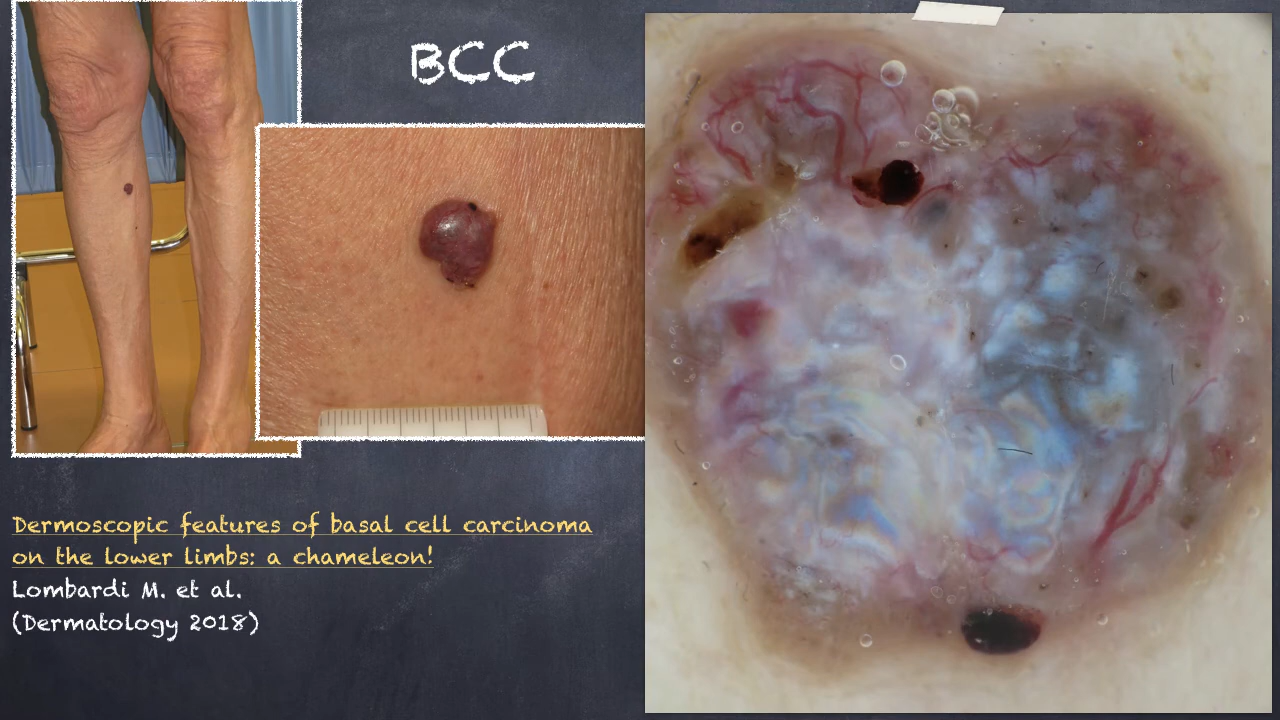 BCC
Dermoscopic features of basal cell carcinoma
on the lower limbs: a chameleon!
Lombardi M. et al.
(Dermatology 2018)